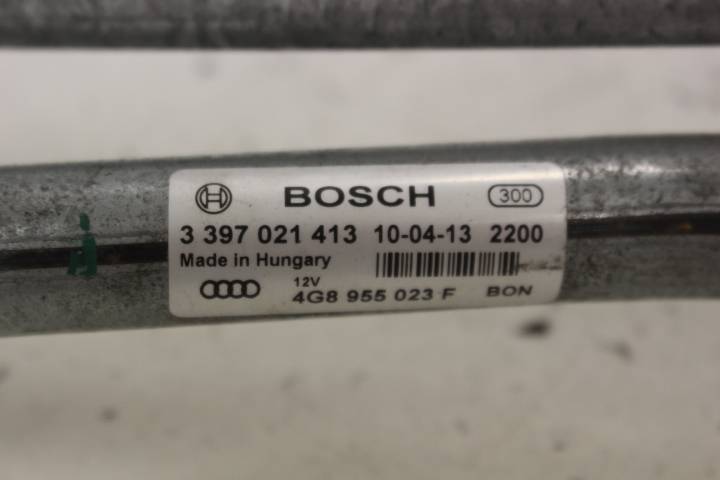 BOSCH 300
3 397 021 413 10-04-13 2200
Made in Hungary
12V
4G8 955 023 F BON